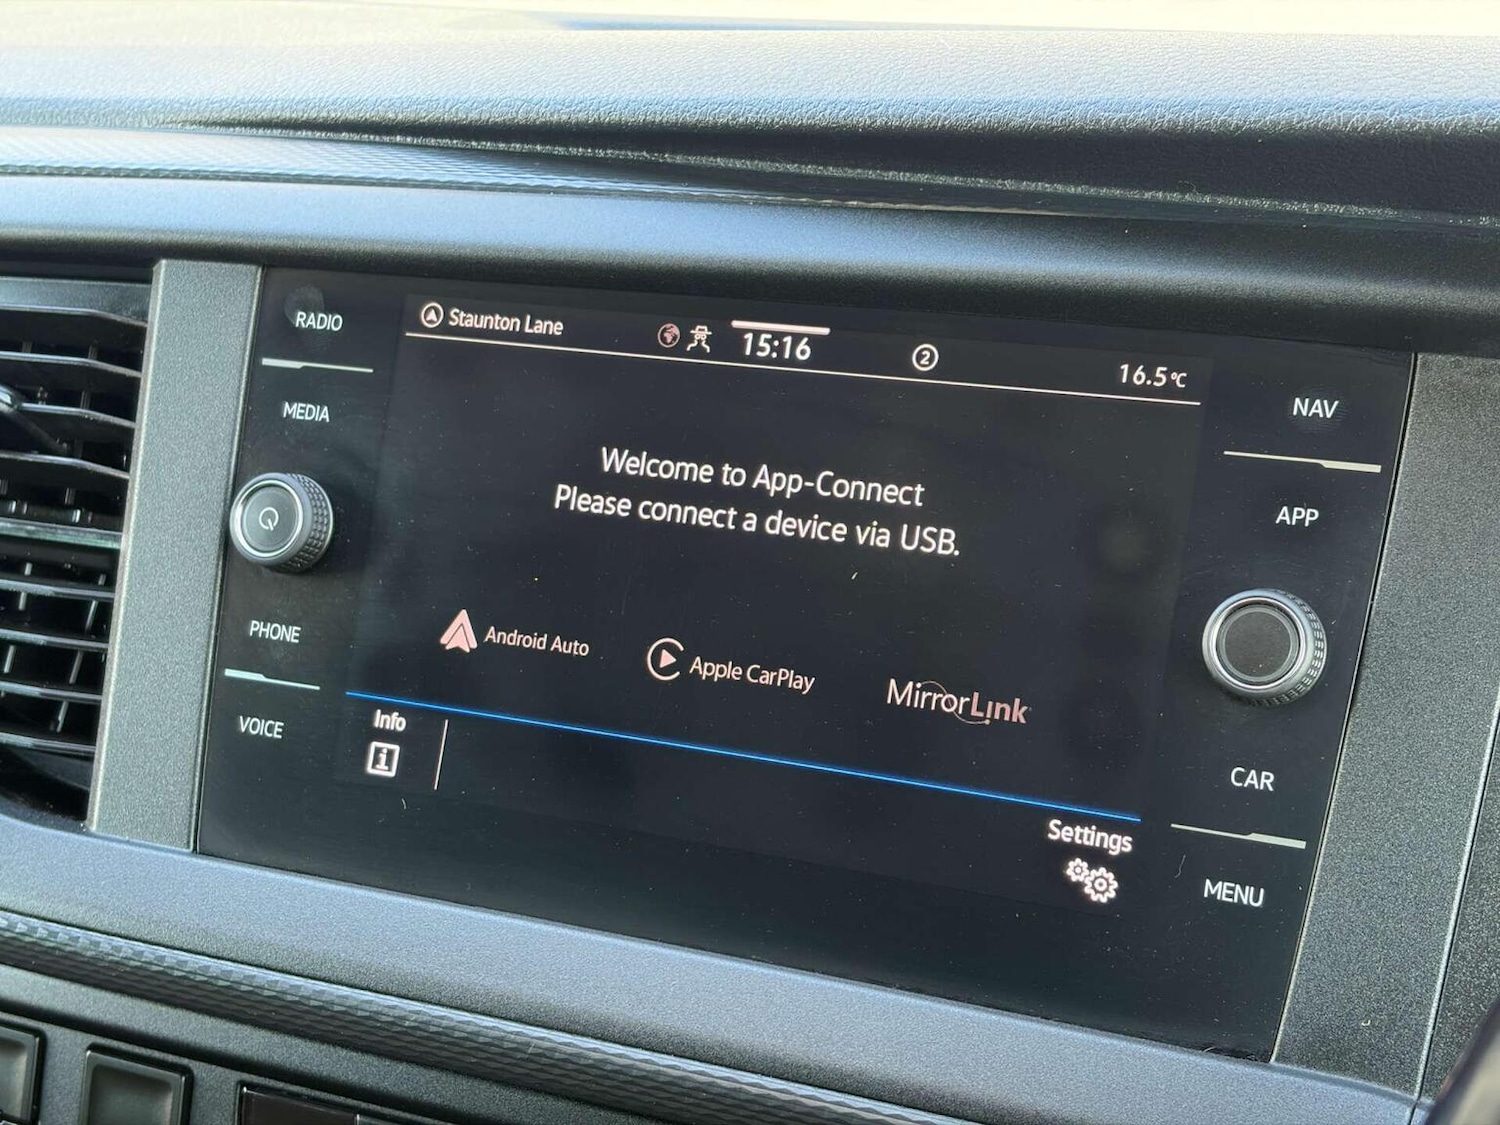 RADIO
MEDIA
PHONE
VOICE
Staunton Lane
15:16
2
16.5°C
Welcome to App-Connect
Please connect a device via USB.
Android Auto
Apple CarPlay
MirrorLink
Info
i
Settings
NAV
APP
CAR
MENU